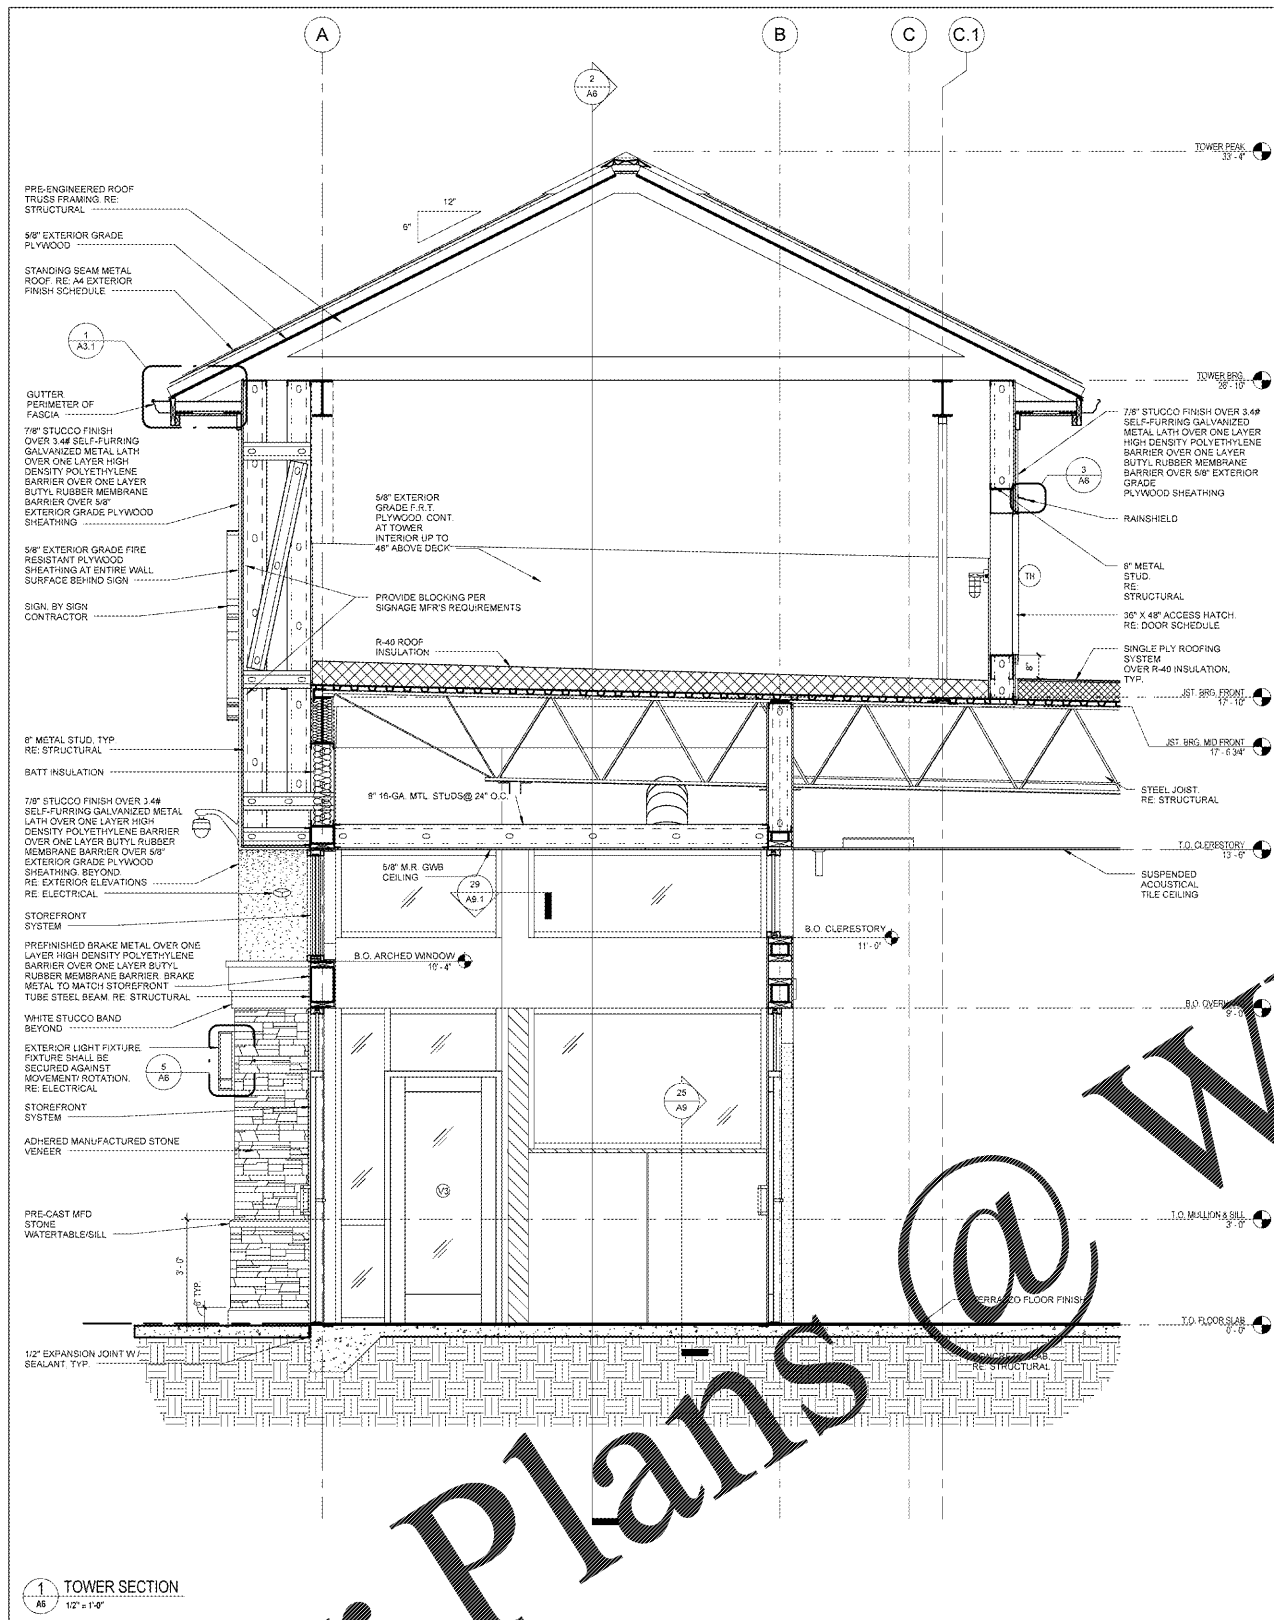 A
B
C
C.1
2
A6
TOWER PEAK
33'- 4"
PRE-ENGINEERED ROOF
TRUSS FRAMING. RE:
STRUCTURAL
12"
6"
5/8" EXTERIOR GRADE
PLYWOOD
STANDING SEAM METAL
ROOF. RE: A4 EXTERIOR
FINISH SCHEDULE
1
A3.1
TOWER BRG.
26'- 10"
GUTTER.
PERIMETER OF
FASCIA
7/8" STUCCO FINISH
OVER 3.4# SELF-FURRING
GALVANIZED METAL LATH
OVER ONE LAYER HIGH
DENSITY POLYETHYLENE
BARRIER OVER ONE LAYER
BUTYL RUBBER MEMBRANE
BARRIER OVER 5/8"
EXTERIOR GRADE PLYWOOD
SHEATHING
7/8" STUCCO FINISH OVER 3.4#
SELF-FURRING GALVANIZED
METAL LATH OVER ONE LAYER
HIGH DENSITY POLYETHYLENE
BARRIER OVER ONE LAYER
BUTYL RUBBER MEMBRANE
BARRIER OVER 5/8" EXTERIOR
GRADE
PLYWOOD SHEATHING
3
A6
RAINSHIELD
5/8" EXTERIOR
GRADE F.R.T.
PLYWOOD. CONT.
AT TOWER
INTERIOR UP TO
48" ABOVE DECK
5/8" EXTERIOR GRADE FIRE
RESISTANT PLYWOOD
SHEATHING AT ENTIRE WALL
SURFACE BEHIND SIGN
8" METAL
STUD.
RE:
STRUCTURAL
TH
SIGN. BY SIGN
CONTRACTOR
PROVIDE BLOCKING PER
SIGNAGE MFR'S REQUIREMENTS
36" X 48" ACCESS HATCH.
RE: DOOR SCHEDULE
R-40 ROOF
INSULATION
SINGLE PLY ROOFING
SYSTEM
OVER R-40 INSULATION,
TYP.
8"
JST. BRG. FRONT
17'- 10"
8" METAL STUD, TYP
RE: STRUCTURAL
JST. BRG. MID FRONT
17'- 6 3/4"
BATT INSULATION
STEEL JOIST.
RE: STRUCTURAL
7/8" STUCCO FINISH OVER 3.4#
SELF-FURRING GALVANIZED METAL
LATH OVER ONE LAYER HIGH
DENSITY POLYETHYLENE BARRIER
OVER ONE LAYER BUTYL RUBBER
MEMBRANE BARRIER OVER 5/8"
EXTERIOR GRADE PLYWOOD
SHEATHING. BEYOND.
RE: EXTERIOR ELEVATIONS
6" 16-GA. MTL. STUDS@ 24" O.C.
T.O. CLERESTORY
13'- 6"
5/8" M.R. GWB
CEILING
29
A9.1
SUSPENDED
ACOUSTICAL
TILE CEILING
RE: ELECTRICAL
STOREFRONT
SYSTEM
B.O. CLERESTORY
11'- 0"
PREFINISHED BRAKE METAL OVER ONE
LAYER HIGH DENSITY POLYETHYLENE
BARRIER OVER ONE LAYER BUTYL
RUBBER MEMBRANE BARRIER. BRAKE
METAL TO MATCH STOREFRONT
B.O. ARCHED WINDOW
10'- 4"
TUBE STEEL BEAM. RE: STRUCTURAL
WHITE STUCCO BAND
BEYOND
B.O.
9'- 0"
EXTERIOR LIGHT FIXTURE.
FIXTURE SHALL BE
SECURED AGAINST
MOVEMENT/ ROTATION.
RE: ELECTRICAL
5
A6
STOREFRONT
SYSTEM
25
A9
ADHERED MANUFACTURED STONE
VENEER
V3
PRE-CAST MFD
STONE
WATERTABLE/SILL
T.O. MULLION & SILL
3'- 0"
3'- 0"
6" TYP.
TERRAZZO FLOOR FINISH
T.O. FLOOR SLAB
0'- 0"
1/2" EXPANSION JOINT W/
SEALANT, TYP.
CONCRETE SLAB.
RE: STRUCTURAL
Plans @ W
1
A6
TOWER SECTION
1/2" = 1'-0"